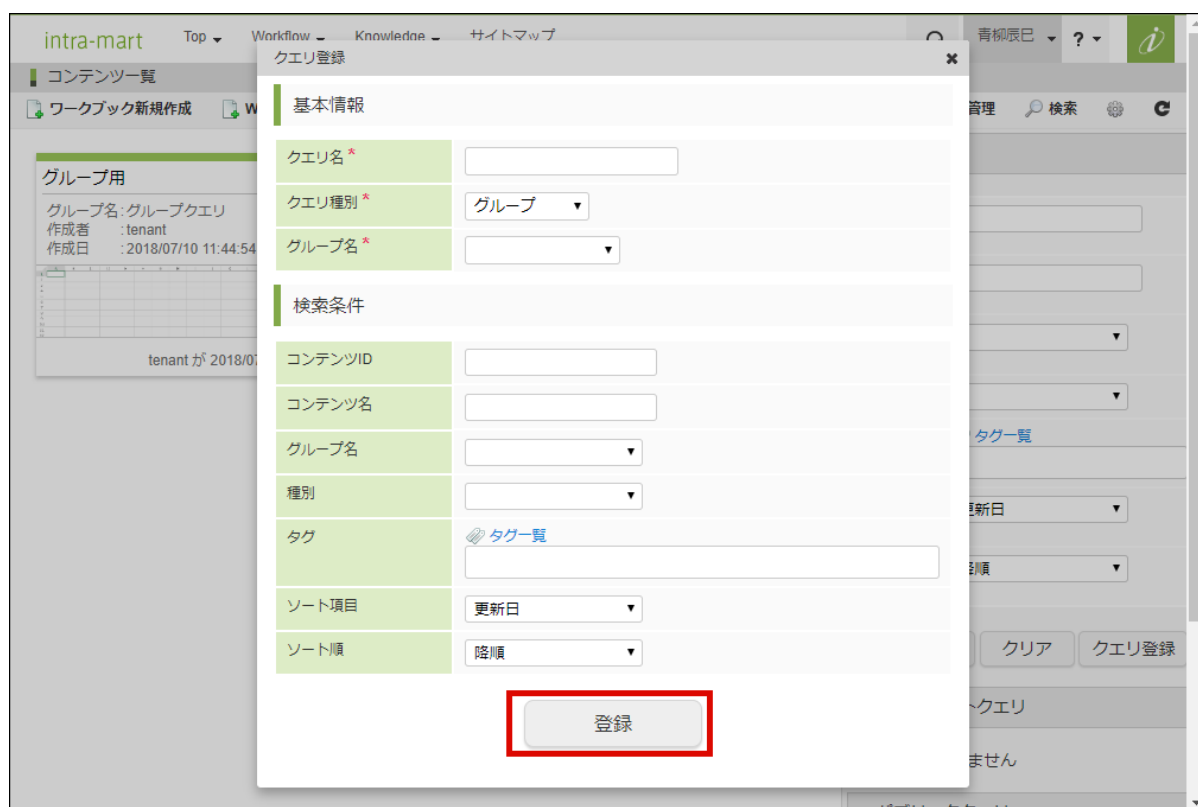 intra-mart Top Workflow Knowledge サイトマップ 青柳辰巳 ?
コンテンツ一覧
ワークブック新規作成 W 管理 検索
クエリ登録
基本情報
クエリ名*
クエリ種別* グループ
グループ名*
検索条件
コンテンツID
コンテンツ名
グループ名
種別
タグ タグ一覧
ソート項目 更新日
ソート順 降順
登録
グループ用
グループ名:グループクエリ
作成者 :tenant
作成日 :2018/07/10 11:44:54
tenant が 2018/07
タグ一覧
更新日
降順
クリア クエリ登録
クエリ
ません